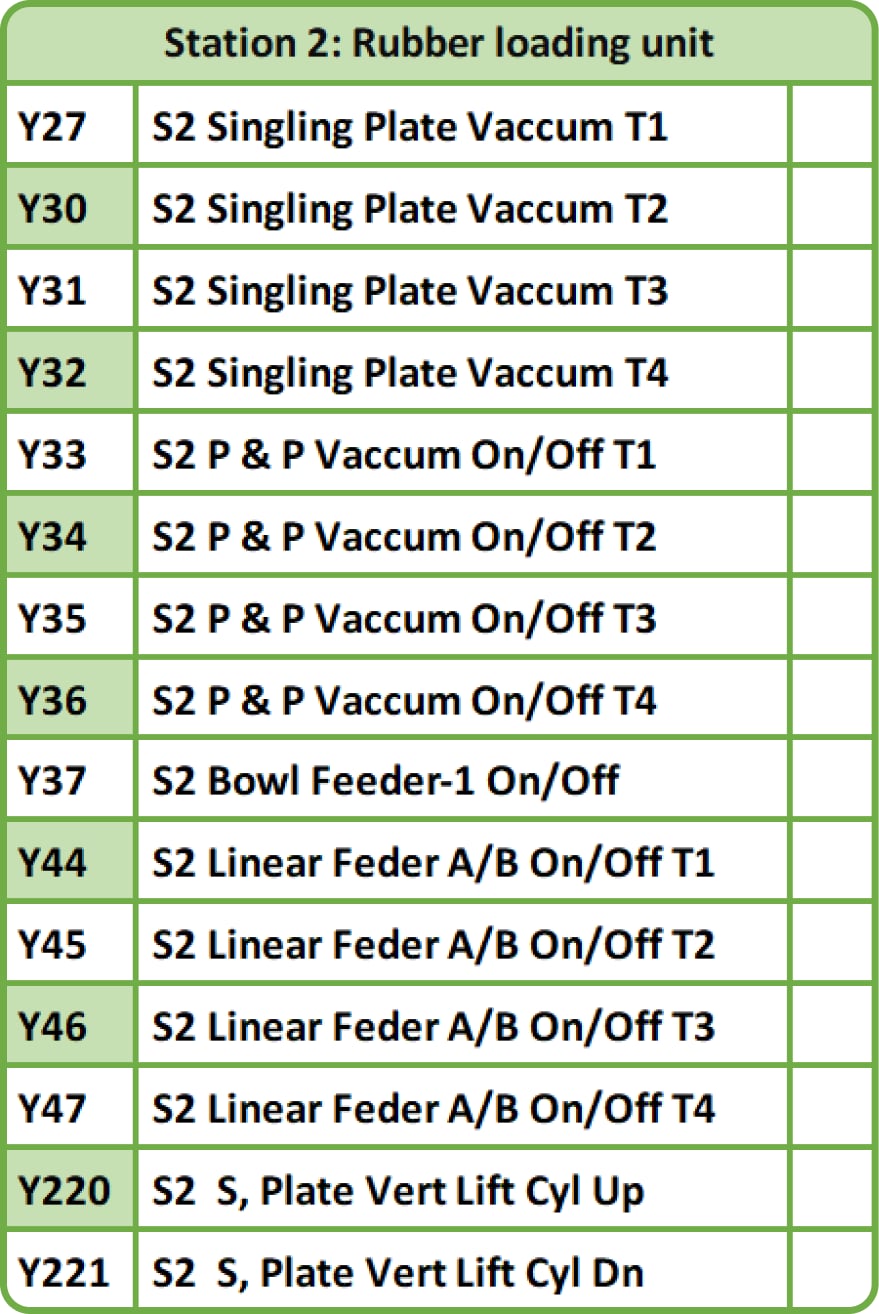 Station 2: Rubber loading unit
Y27 S2 Singling Plate Vaccum T1
Y30 S2 Singling Plate Vaccum T2
Y31 S2 Singling Plate Vaccum T3
Y32 S2 Singling Plate Vaccum T4
Y33 S2 P & P Vaccum On/Off T1
Y34 S2 P & P Vaccum On/Off T2
Y35 S2 P & P Vaccum On/Off T3
Y36 S2 P & P Vaccum On/Off T4
Y37 S2 Bowl Feeder-1 On/Off
Y44 S2 Linear Feder A/B On/Off T1
Y45 S2 Linear Feder A/B On/Off T2
Y46 S2 Linear Feder A/B On/Off T3
Y47 S2 Linear Feder A/B On/Off T4
Y220 S2  S, Plate Vert Lift Cyl Up
Y221 S2  S, Plate Vert Lift Cyl Dn